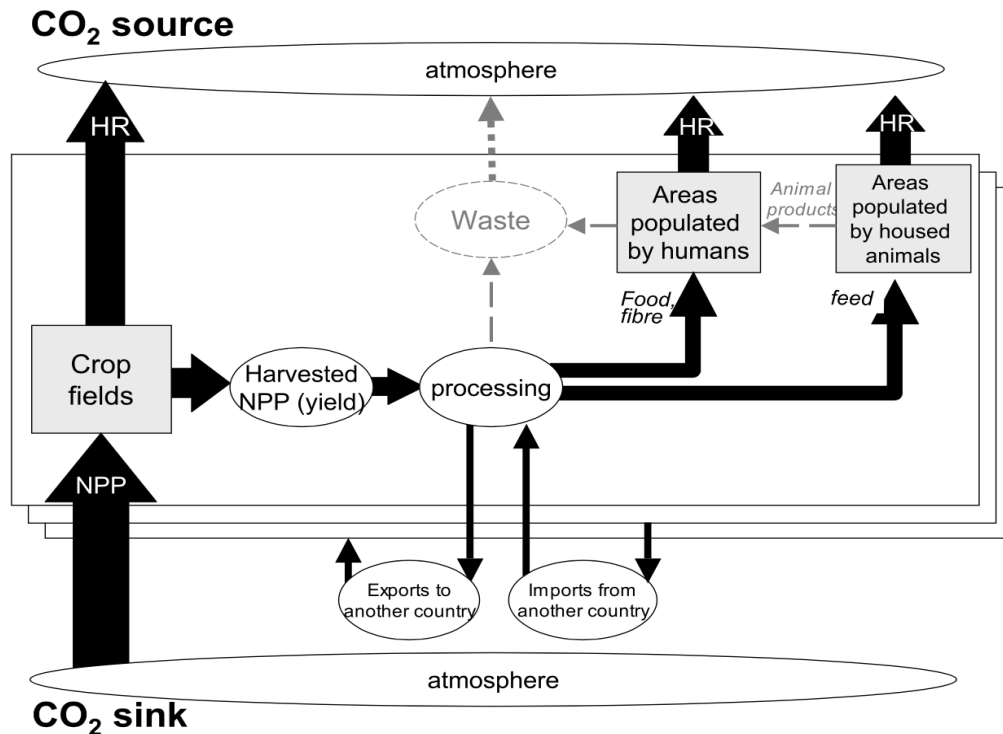 CO₂ source
atmosphere
HR
HR
HR
Waste
Areas
populated
by humans
Animal
products
Areas
populated
by housed
animals
Food,
fibre
feed
Crop
fields
Harvested
NPP (yield)
processing
NPP
Exports to
another country
Imports from
another country
atmosphere
CO₂ sink